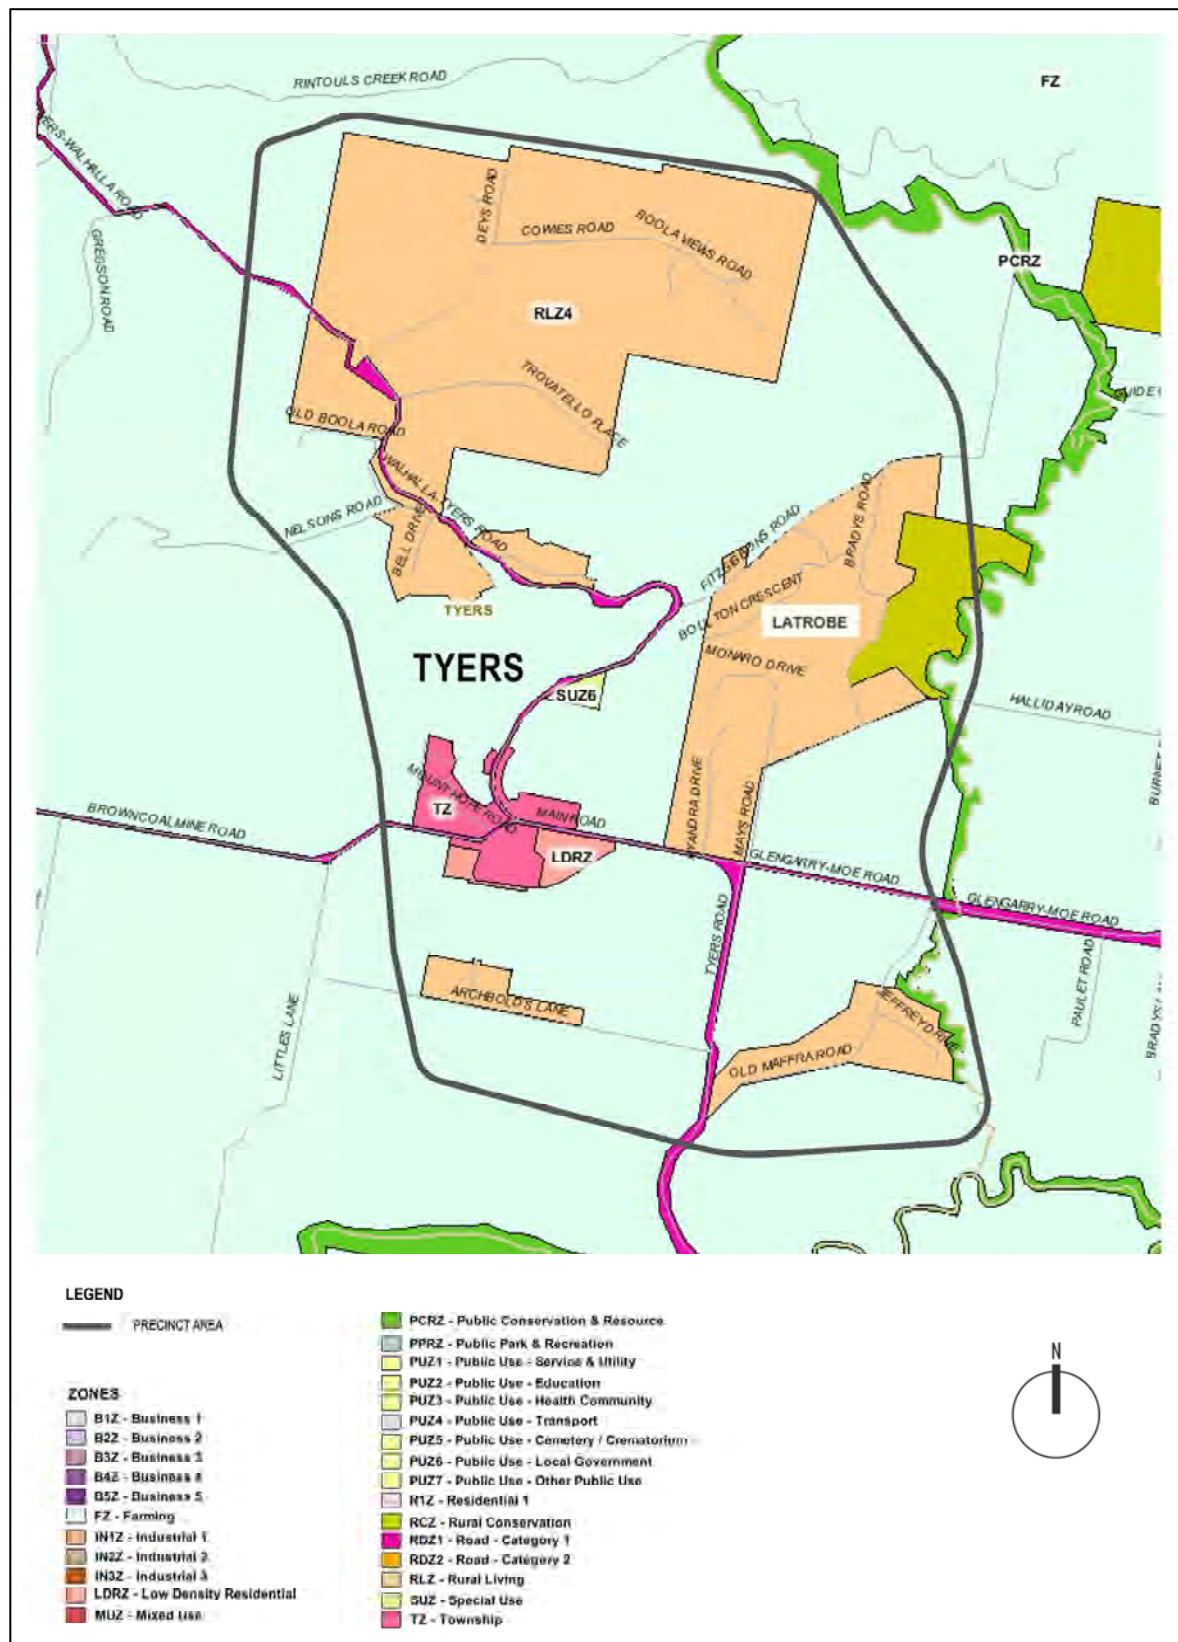 RINTOULS CREEK ROAD
FZ
YERS-WALHALLA ROAD
GREGSON ROAD
DEYS ROAD
COWIES ROAD
BOOLA VIEWS ROAD
PCRZ
RLZ4
TROVATELLO PLACE
OLD BOOLA ROAD
WALHALLA-TYERS ROAD
NELSONS ROAD
BELL DRIVE
TYERS
FITZGIBBONS ROAD
BRADYS ROAD
BOULTON CRESCENT
LATROBE
MONARO DRIVE
TYERS
SUZ6
HALLIDAY ROAD
MOUNT HOPE ROAD
TZ
MAIN ROAD
LDRZ
KYANDRA DRIVE
MAYS ROAD
BROWNCOALMINE ROAD
GLENGARRY-MOE ROAD
GLENGARRY-MOE ROAD
TYERS ROAD
PAULET ROAD
LITTLES LANE
ARCHBOLDS LANE
JEFFREY DRIVE
OLD MAFFRA ROAD
LEGEND
PRECINCT AREA
ZONES
B1Z - Business 1
B2Z - Business 2
B3Z - Business 3
B4Z - Business 4
B5Z - Business 5
FZ - Farming
IN1Z - Industrial 1
IN2Z - Industrial 2
IN3Z - Industrial 3
LDRZ - Low Density Residential
MUZ - Mixed Use
PCRZ - Public Conservation & Resource
PPRZ - Public Park & Recreation
PUZ1 - Public Use - Service & Utility
PUZ2 - Public Use - Education
PUZ3 - Public Use - Health Community
PUZ4 - Public Use - Transport
PUZ5 - Public Use - Cemetery / Crematorium
PUZ6 - Public Use - Local Government
PUZ7 - Public Use - Other Public Use
R1Z - Residential 1
RCZ - Rural Conservation
RDZ1 - Road - Category 1
RDZ2 - Road - Category 2
RLZ - Rural Living
SUZ - Special Use
TZ - Township
N